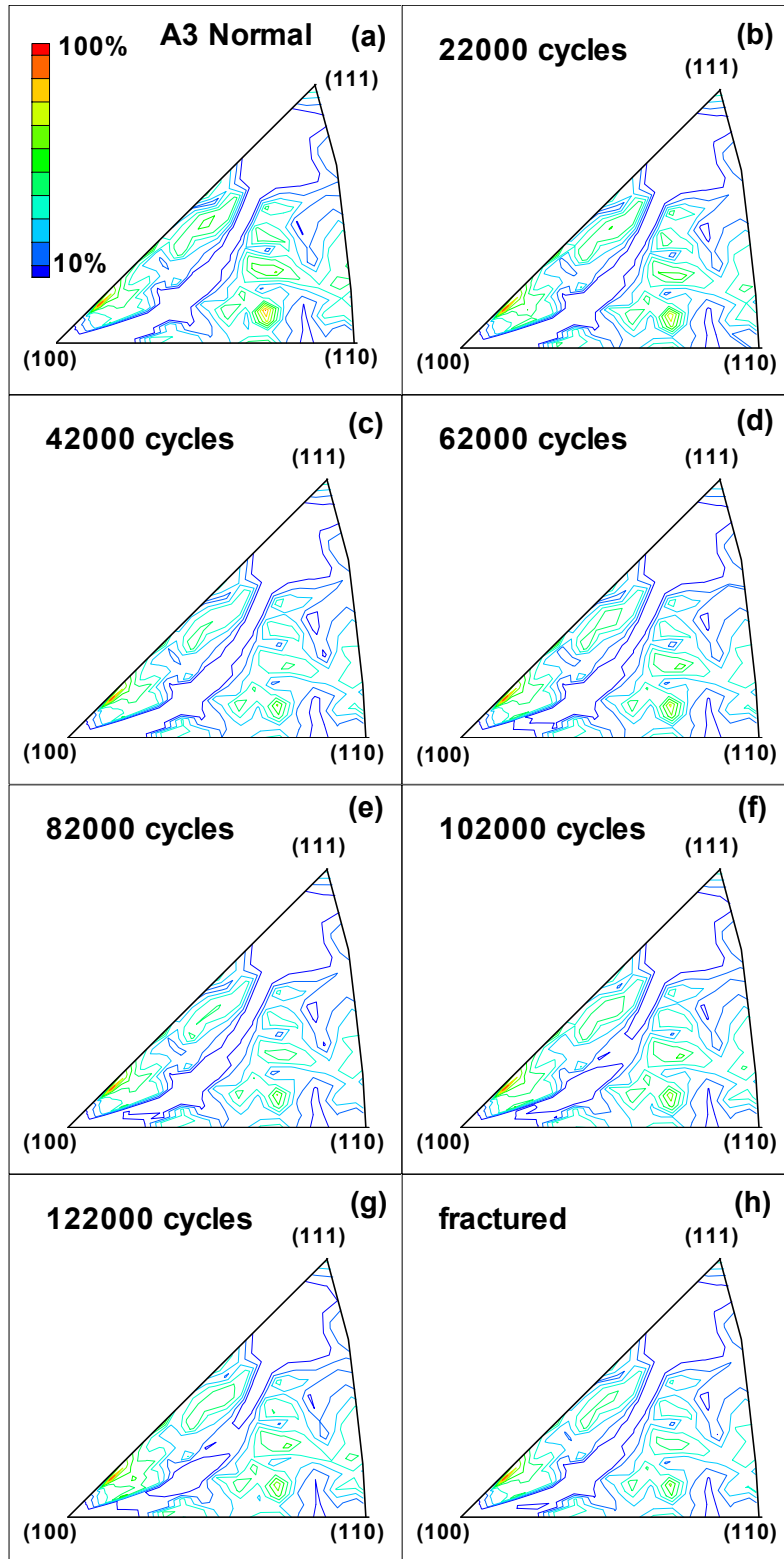 A3 Normal (a)
100%
10%
(111)
(100) (110)
22000 cycles (b)
(111)
(100) (110)
42000 cycles (c)
(111)
(100) (110)
62000 cycles (d)
(111)
(100) (110)
82000 cycles (e)
(111)
(100) (110)
102000 cycles (f)
(111)
(100) (110)
122000 cycles (g)
(111)
(100) (110)
fractured (h)
(111)
(100) (110)